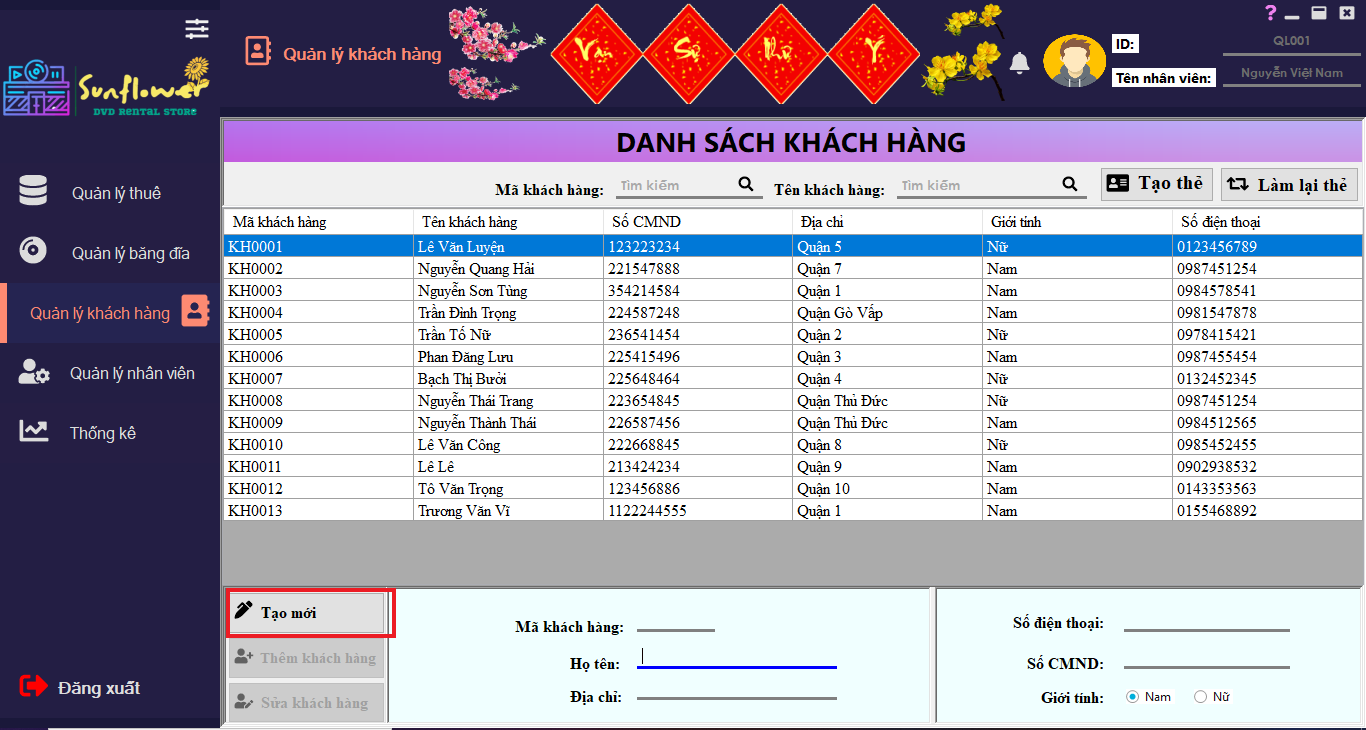 Sunflower
DVD RENTAL STORE
Quản lý khách hàng
Vạn Sự Như Ý
?
ID: QL001
Tên nhân viên: Nguyễn Việt Nam
Quản lý thuê
Quản lý băng đĩa
Quản lý khách hàng
Quản lý nhân viên
Thống kê
Đăng xuất
DANH SÁCH KHÁCH HÀNG
Mã khách hàng: Tìm kiếm Tên khách hàng: Tìm kiếm Tạo thẻ Làm lại thẻ
Mã khách hàng Tên khách hàng Số CMND Địa chỉ Giới tính Số điện thoại
KH0001 Lê Văn Luyện 123223234 Quận 5 Nữ 0123456789
KH0002 Nguyễn Quang Hải 221547888 Quận 7 Nam 0987451254
KH0003 Nguyễn Sơn Tùng 354214584 Quận 1 Nam 0984578541
KH0004 Trần Đình Trọng 224587248 Quận Gò Vấp Nam 0981547878
KH0005 Trần Tố Nữ 236541454 Quận 2 Nữ 0978415421
KH0006 Phan Đăng Lưu 225415496 Quận 3 Nam 0987455454
KH0007 Bạch Thị Bưởi 225648464 Quận 4 Nữ 0132452345
KH0008 Nguyễn Thái Trang 223654845 Quận Thủ Đức Nữ 0987451254
KH0009 Nguyễn Thành Thái 226587456 Quận Thủ Đức Nam 0984512565
KH0010 Lê Văn Công 222668845 Quận 8 Nữ 0985452455
KH0011 Lê Lê 213424234 Quận 9 Nam 0902938532
KH0012 Tô Văn Trọng 123456886 Quận 10 Nam 0143353563
KH0013 Trương Văn Vĩ 1122244555 Quận 1 Nam 0155468892
Tạo mới
Thêm khách hàng
Sửa khách hàng
Mã khách hàng:
Họ tên:
Địa chỉ:
Số điện thoại:
Số CMND:
Giới tính: Nam Nữ